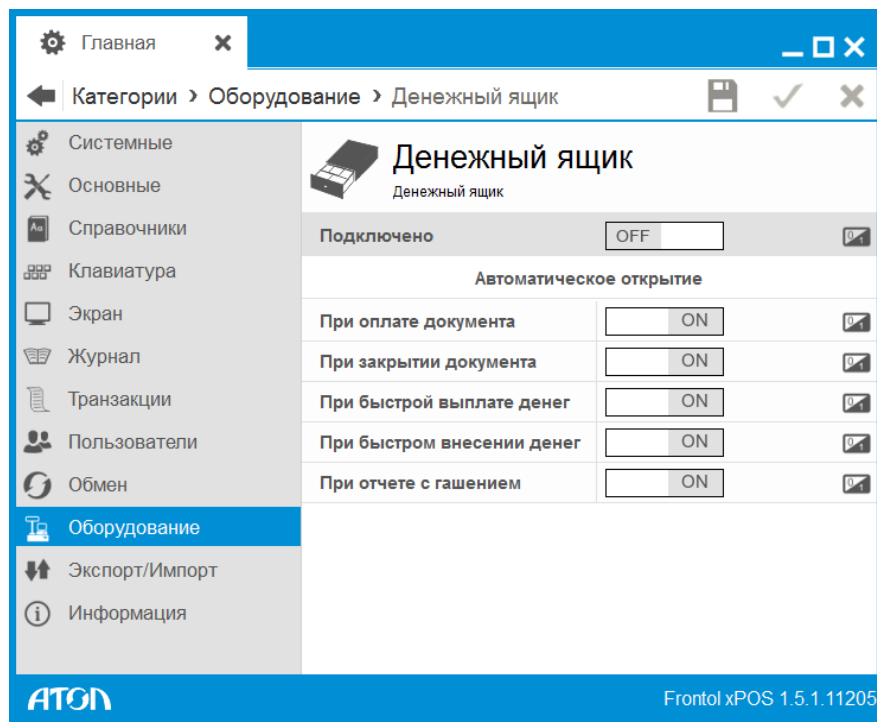 Главная
Категории > Оборудование > Денежный ящик
Системные
Основные
Справочники
Клавиатура
Экран
Журнал
Транзакции
Пользователи
Обмен
Оборудование
Экспорт/Импорт
Информация
Денежный ящик
Денежный ящик
Подключено OFF
Автоматическое открытие
При оплате документа ON
При закрытии документа ON
При быстрой выплате денег ON
При быстром внесении денег ON
При отчете с гашением ON
АТОЛ
Frontol xPOS 1.5.1.11205